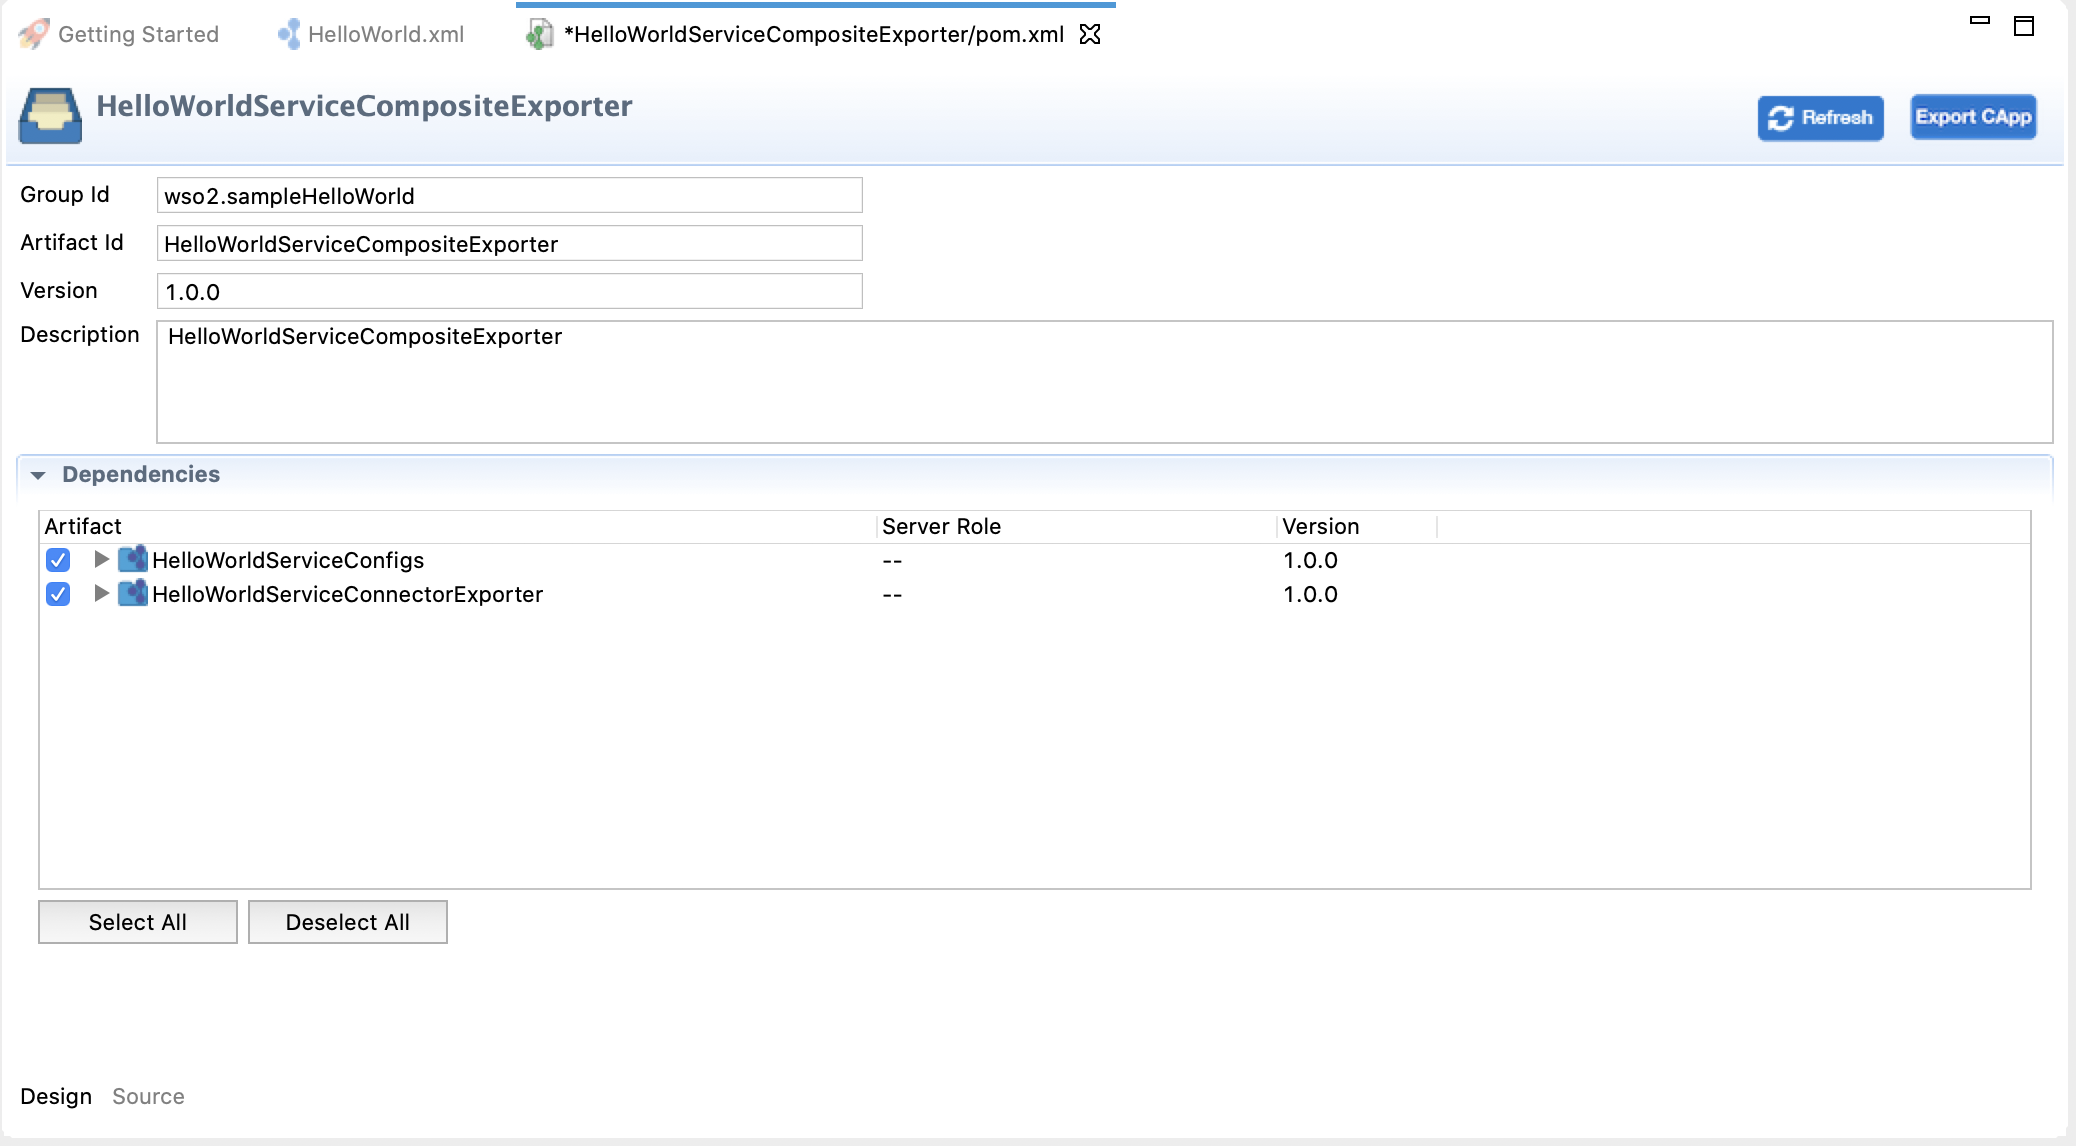 Getting Started HelloWorld.xml *HelloWorldServiceCompositeExporter/pom.xml
HelloWorldServiceCompositeExporter Refresh Export CApp
Group Id wso2.sampleHelloWorld
Artifact Id HelloWorldServiceCompositeExporter
Version 1.0.0
Description HelloWorldServiceCompositeExporter
Dependencies
Artifact Server Role Version
HelloWorldServiceConfigs -- 1.0.0
HelloWorldServiceConnectorExporter -- 1.0.0
Select All Deselect All
Design Source